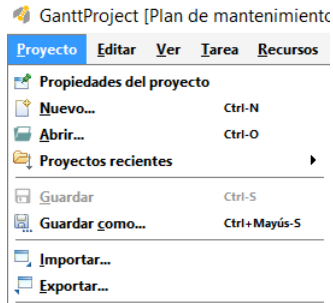 GanttProject [Plan de mantenimiento
Proyecto Editar Ver Tarea Recursos
Propiedades del proyecto
Nuevo... Ctrl-N
Abrir... Ctrl-O
Proyectos recientes
Guardar Ctrl-S
Guardar como... Ctrl+Mayús-S
Importar...
Exportar...